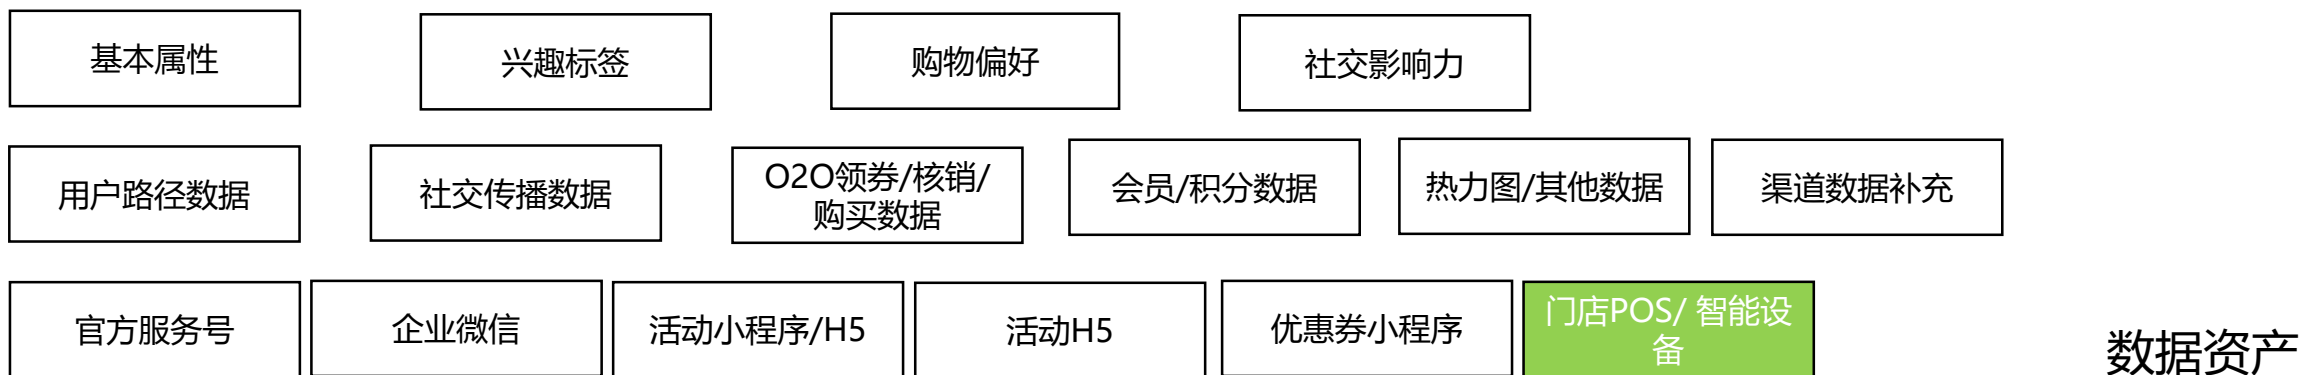 基本属性
兴趣标签
购物偏好
社交影响力
用户路径数据
社交传播数据
O2O领券/核销/
购买数据
会员/积分数据
热力图/其他数据
渠道数据补充
官方服务号
企业微信
活动小程序/H5
活动H5
优惠券小程序
门店POS/ 智能设
备
数据资产